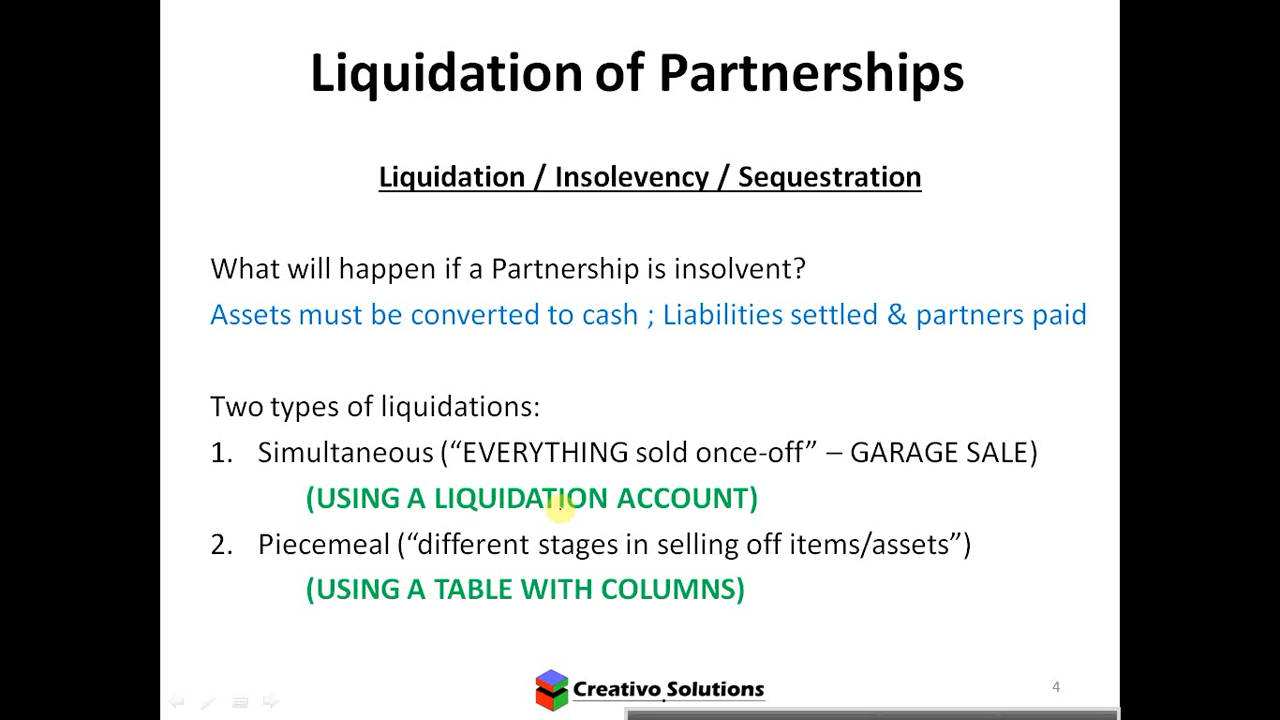 Liquidation of Partnerships
Liquidation / Insolevency / Sequestration
What will happen if a Partnership is insolvent?
Assets must be converted to cash ; Liabilities settled & partners paid
Two types of liquidations:
1. Simultaneous (“EVERYTHING sold once-off” – GARAGE SALE)
(USING A LIQUIDATION ACCOUNT)
2. Piecemeal (“different stages in selling off items/assets”)
(USING A TABLE WITH COLUMNS)
Creativo Solutions
4